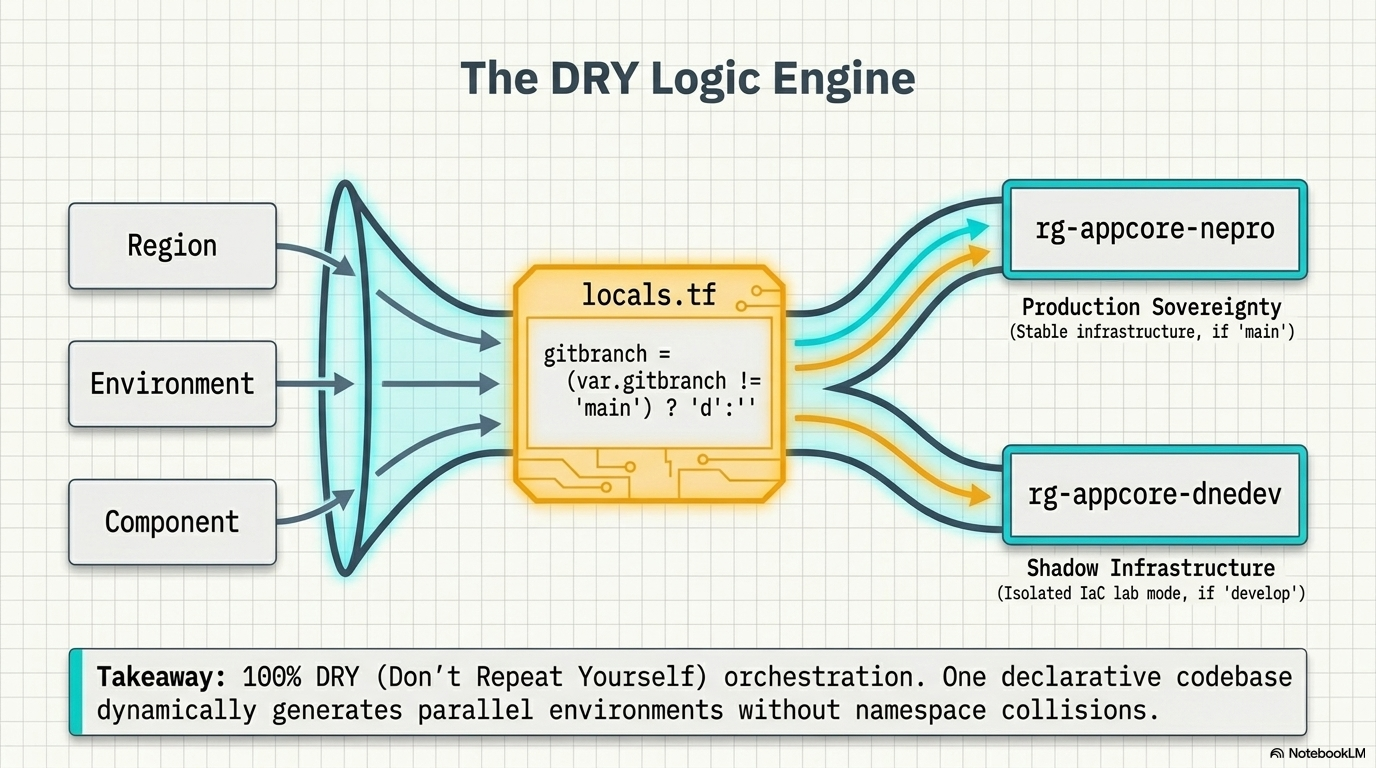 The DRY Logic Engine
Region
Environment
Component
locals.tf
gitbranch =
(var.gitbranch !=
'main') ? 'd':''
rg-appcore-nepro
Production Sovereignty
(Stable infrastructure, if 'main')
rg-appcore-dnedev
Shadow Infrastructure
(Isolated IaC lab mode, if 'develop')
Takeaway: 100% DRY (Don't Repeat Yourself) orchestration. One declarative codebase
dynamically generates parallel environments without namespace collisions.
NotebookLM